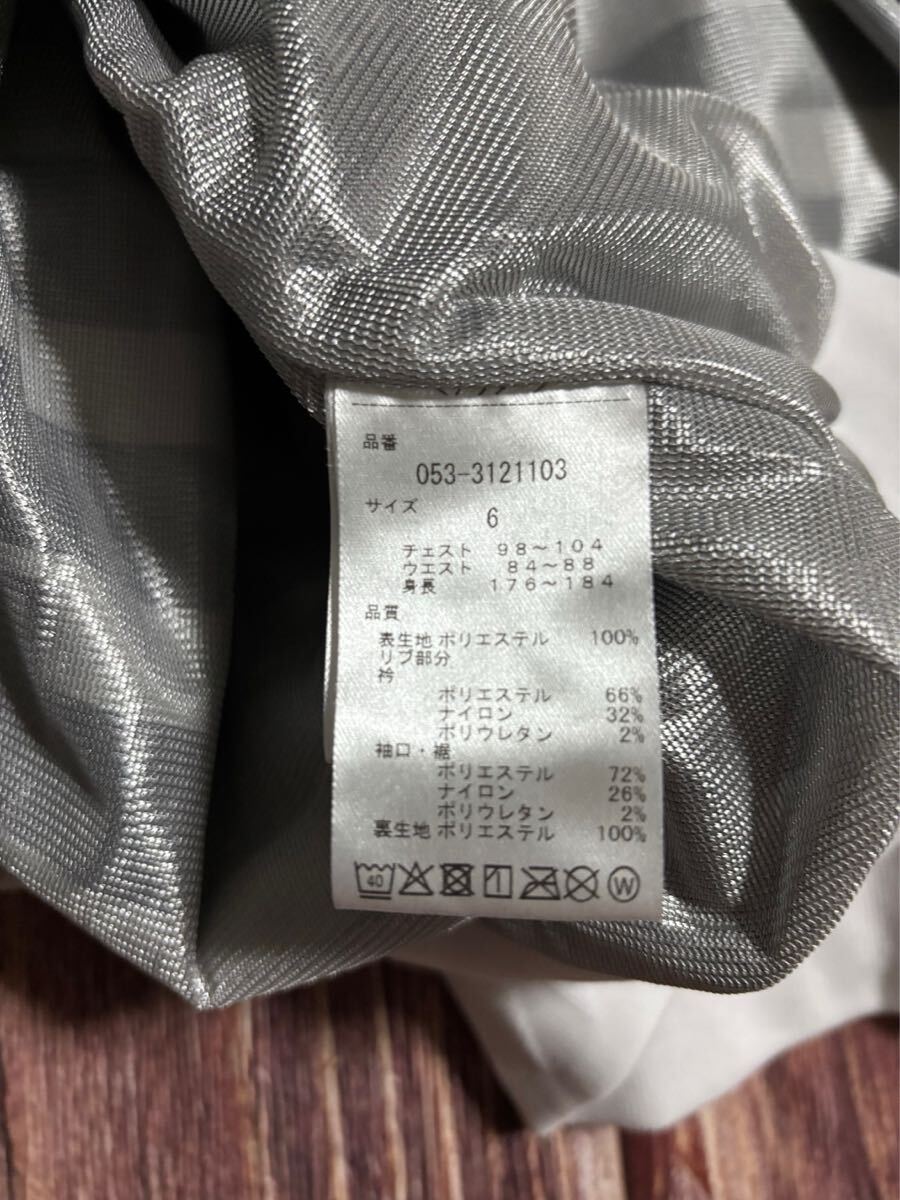 品番
053-3121103
サイズ
6
チェスト 98〜104
ウエスト 84〜88
身長 176〜184
品質
表生地 ポリエステル 100%
リブ部分
衿
ポリエステル 66%
ナイロン 32%
ポリウレタン 2%
袖口・裾
ポリエステル 72%
ナイロン 26%
ポリウレタン 2%
裏生地 ポリエステル 100%
40 W